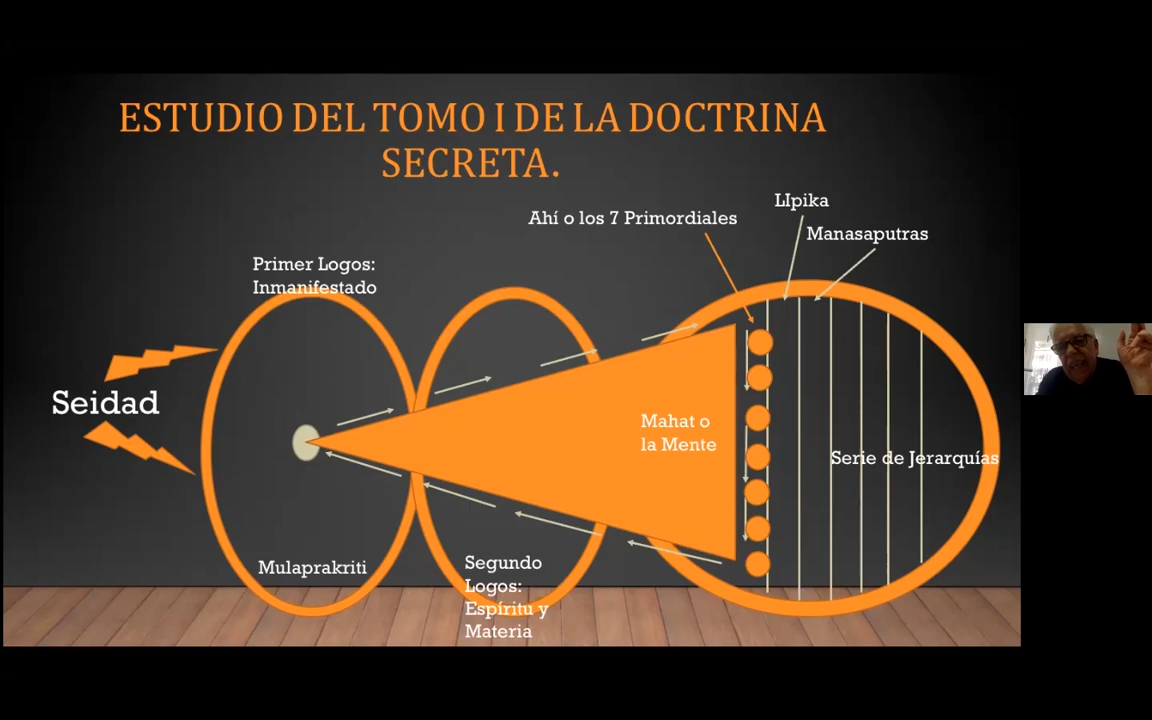 ESTUDIO DEL TOMO I DE LA DOCTRINA
SECRETA.
LIpika
Ahí o los 7 Primordiales
Manasaputras
Primer Logos:
Inmanifestado
Seidad
Mahat o
la Mente
Serie de Jerarquías
Mulaprakriti
Segundo
Logos:
Espíritu y
Materia